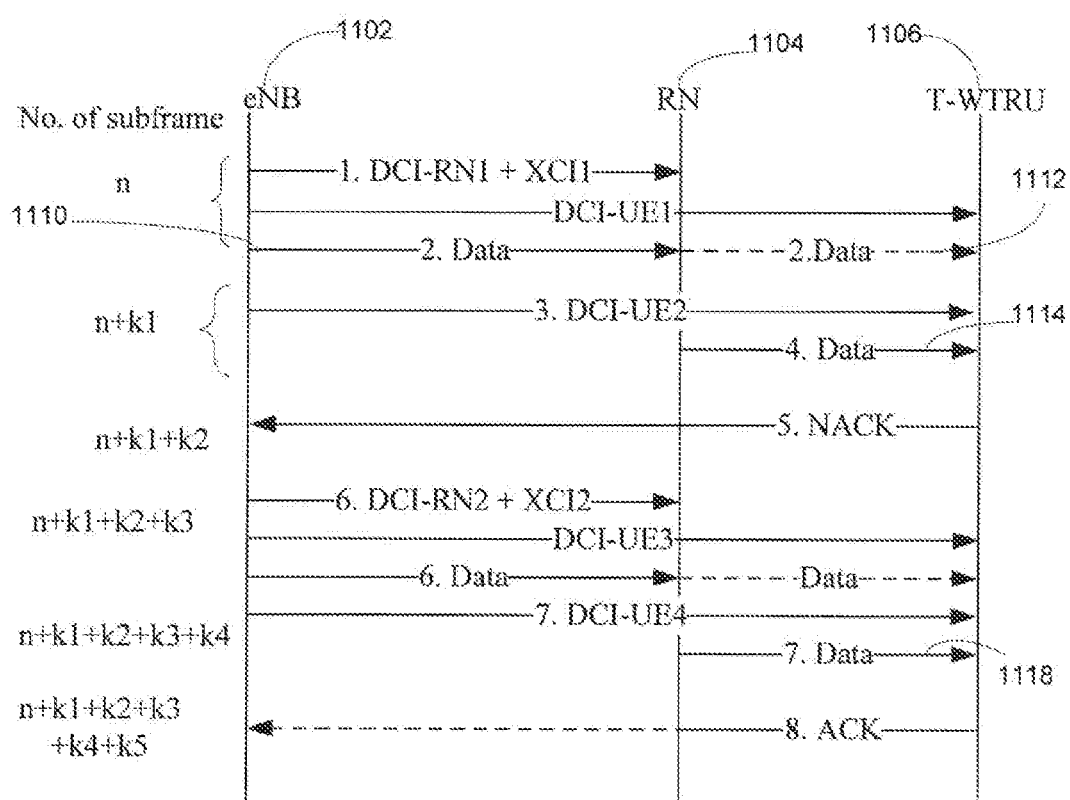 1102
1104
1106
eNB
RN
T-WTRU
No. of subframe
n
1. DCI-RN1 + XCI1
1112
DCI-UE1
1110
2. Data
2.Data
n+k1
3. DCI-UE2
1114
4. Data
n+k1+k2
5. NACK
n+k1+k2+k3
6. DCI-RN2 + XCI2
DCI-UE3
6. Data
Data
n+k1+k2+k3+k4
7. DCI-UE4
7. Data
1118
n+k1+k2+k3
+k4+k5
8. ACK